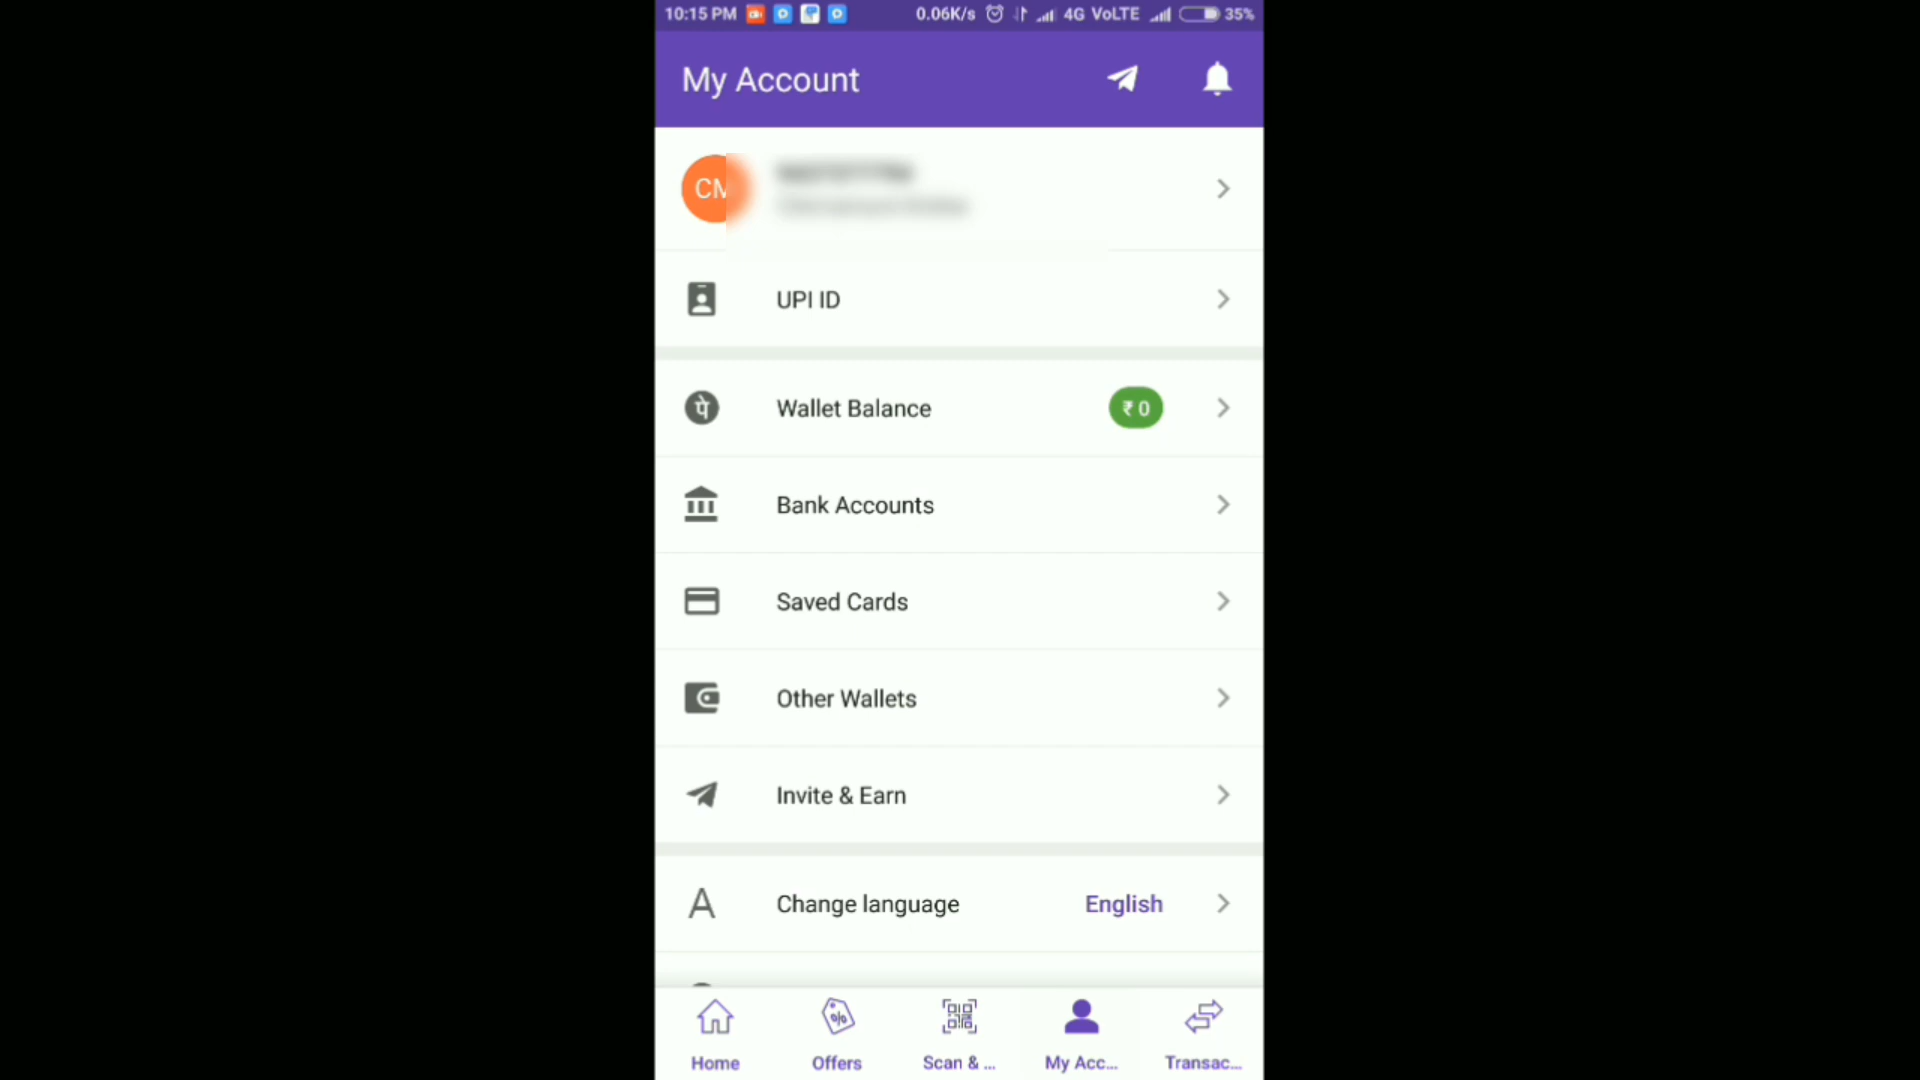 10:15 PM 0.06K/s 4G VoLTE 35%
My Account
CM
UPI ID
पे Wallet Balance ₹ 0
Bank Accounts
Saved Cards
Other Wallets
Invite & Earn
A Change language English
Home Offers Scan & ... My Acc... Transac...